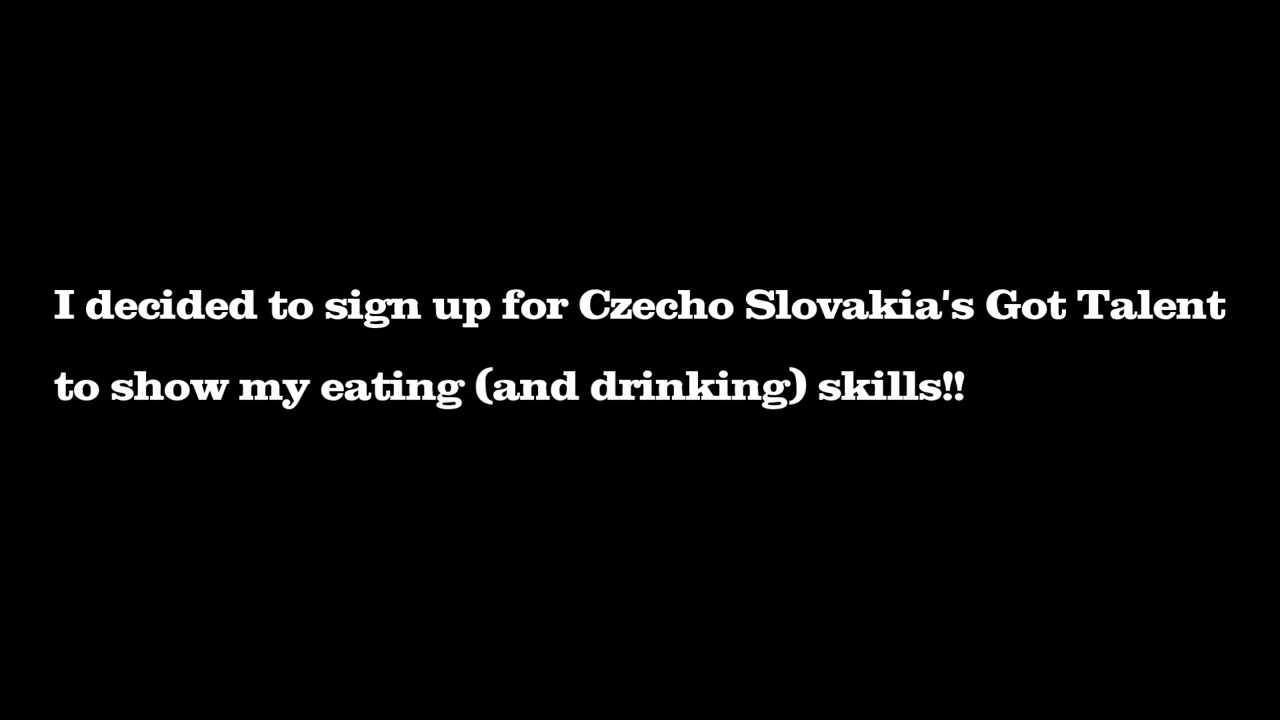 I decided to sign up for Czecho Slovakia's Got Talent
to show my eating (and drinking) skills!!